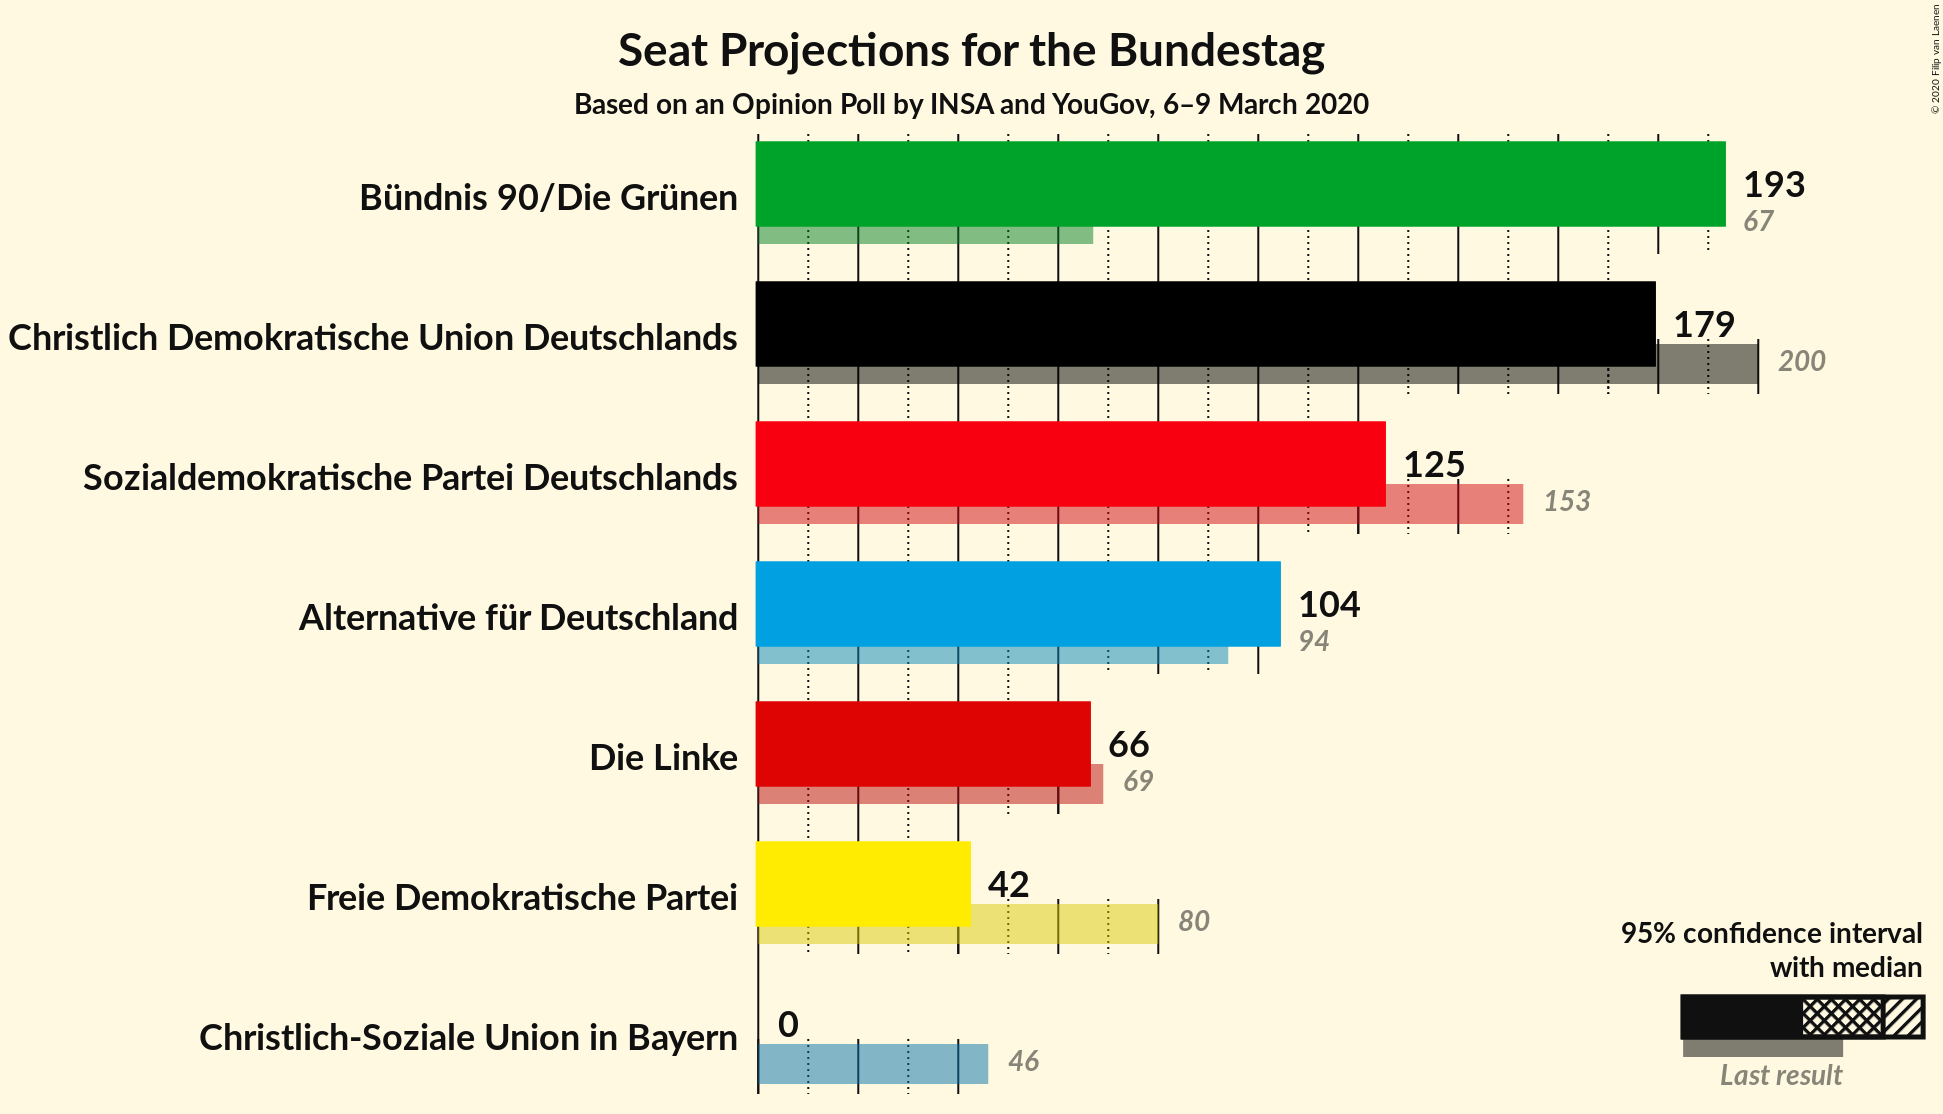 Seat Projections for the Bundestag
Based on an Opinion Poll by INSA and YouGov, 6–9 March 2020
© 2020 Filip van Laenen
Bündnis 90/Die Grünen
193
67
Christlich Demokratische Union Deutschlands
179
200
Sozialdemokratische Partei Deutschlands
125
153
Alternative für Deutschland
104
94
Die Linke
66
69
Freie Demokratische Partei
42
80
Christlich-Soziale Union in Bayern
0
46
95% confidence interval
with median
Last result